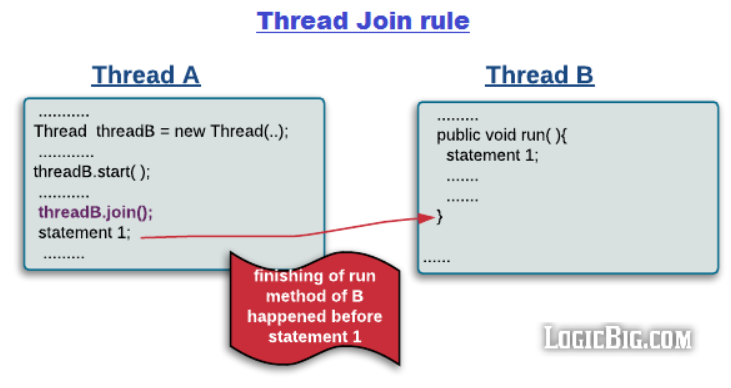 Thread Join rule
Thread A
...........
Thread  threadB = new Thread(..);
............
threadB.start( );
...........
threadB.join();
statement 1;
.........
Thread B
.........
public void run( ){
statement 1;
.......
.......
}
......
finishing of run
method of B
happened before
statement 1
LogicBig.com